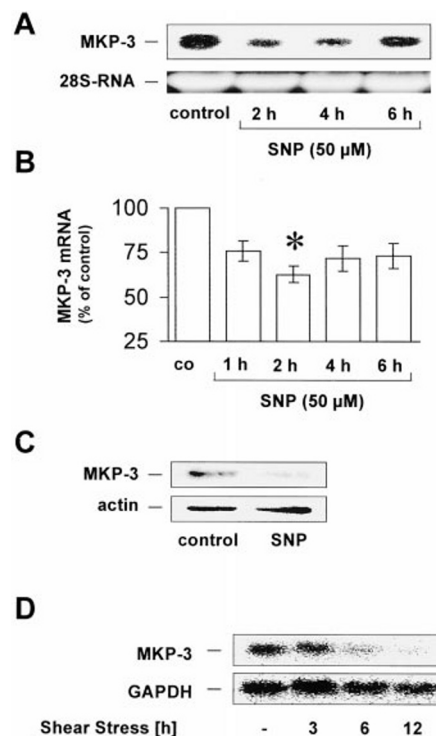 A
MKP-3
28S-RNA
control 2 h 4 h 6 h
SNP (50 µM)
B
MKP-3 mRNA
(% of control)
100
75
50
25
*
co 1 h 2 h 4 h 6 h
SNP (50 µM)
C
MKP-3
actin
control SNP
D
MKP-3
GAPDH
Shear Stress [h] - 3 6 12